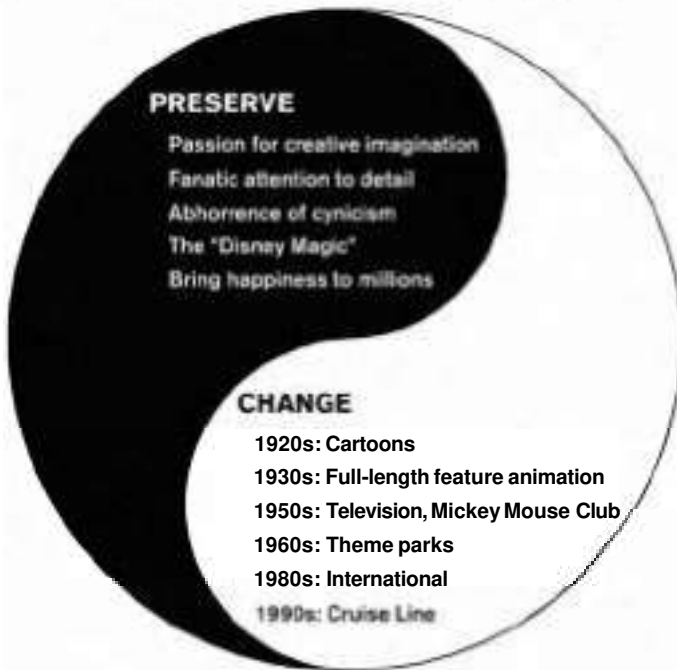 PRESERVE
Passion for creative imagination
Fanatic attention to detail
Abhorrence of cynicism
The "Disney Magic"
Bring happiness to millions
CHANGE
1920s: Cartoons
1930s: Full-length feature animation
1950s: Television, Mickey Mouse Club
1960s: Theme parks
1980s: International
1990s: Cruise Line